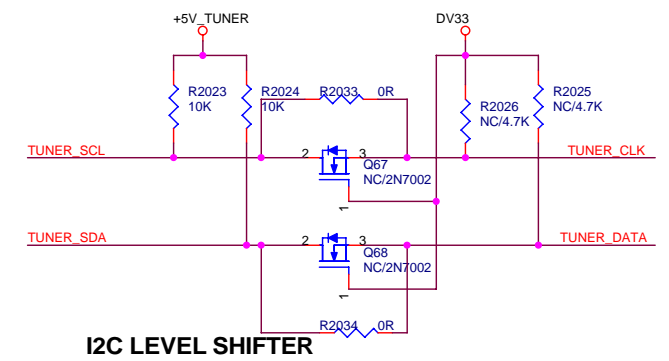 +5V_TUNER
DV33
R2023
10K
R2024
10K
R2033
0R
R2026
NC/4.7K
R2025
NC/4.7K
TUNER_SCL
2
3
TUNER_CLK
Q67
NC/2N7002
1
TUNER_SDA
2
3
TUNER_DATA
Q68
NC/2N7002
1
R2034
0R
I2C LEVEL SHIFTER